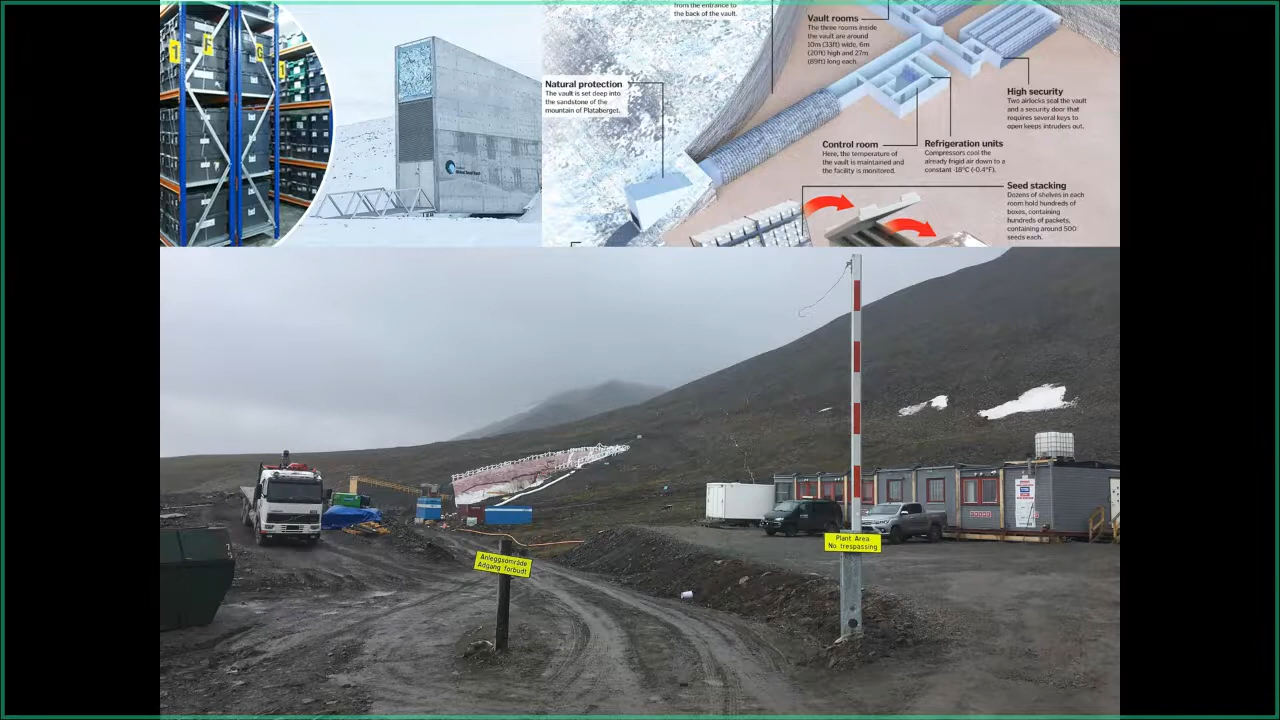 T
F
G
Global Seed Vault
from the entrance to
the back of the vault.
Vault rooms
The three rooms inside
the vault are around
10m (33ft) wide, 6m
(20ft) high and 27m
(89ft) long each.
Natural protection
The vault is set deep into
the sandstone of the
mountain of Plataberget.
High security
Two airlocks seal the vault
and a security door that
requires several keys to
open keeps intruders out.
Control room
Here, the temperature of
the vault is maintained and
the facility is monitored.
Refrigeration units
Compressors cool the
already frigid air down to a
constant -18°C (-0.4°F).
Seed stacking
Dozens of shelves in each
room hold hundreds of
boxes, containing
hundreds of packets,
containing around 500
seeds each.
Anleggsområde
Adgang forbudt
Plant Area
No trespassing